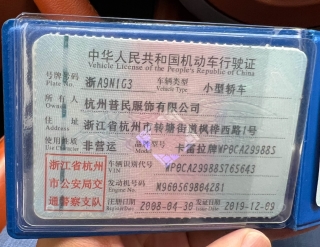 中华人民共和国机动车行驶证
Vehicle License of the People's Republic of China
号牌号码 浙A9N1G3 车辆类型 小型轿车
Plate No. Vehicle Type
所有人 杭州普民服饰有限公司
Owner
住址 浙江省杭州市转塘街道枫桦西路1号
Address
使用性质 非营运 品牌型号 卡雷拉牌WP0CA29988S
Use Character Model
浙江省杭州 车辆识别代号 WP0CA29988S765643
VIN
市公安局交 发动机号码 M960569864281
Engine No.
通警察支队 注册日期 2008-04-30 发证日期 2019-12-09
Register Date Issue Date